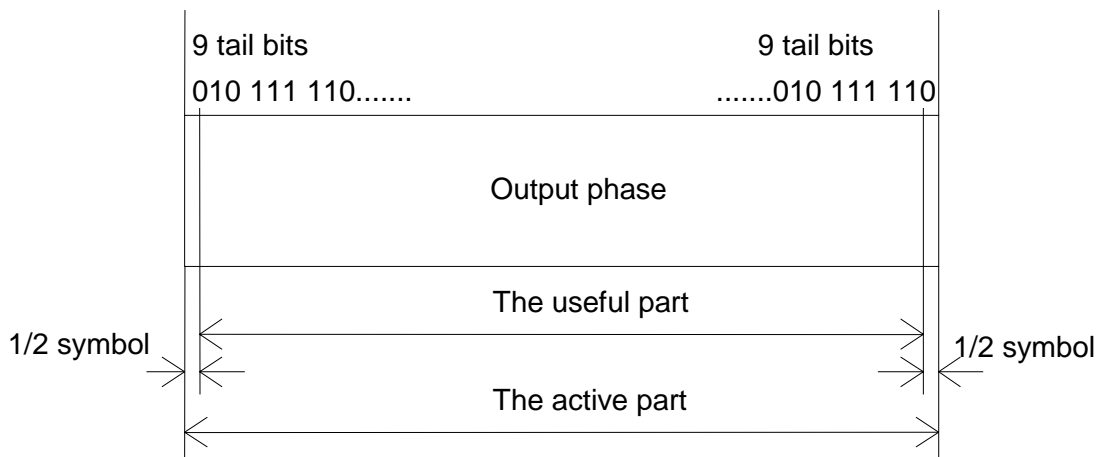 9 tail bits 9 tail bits
010 111 110....... .......010 111 110
Output phase
The useful part
1/2 symbol 1/2 symbol
The active part